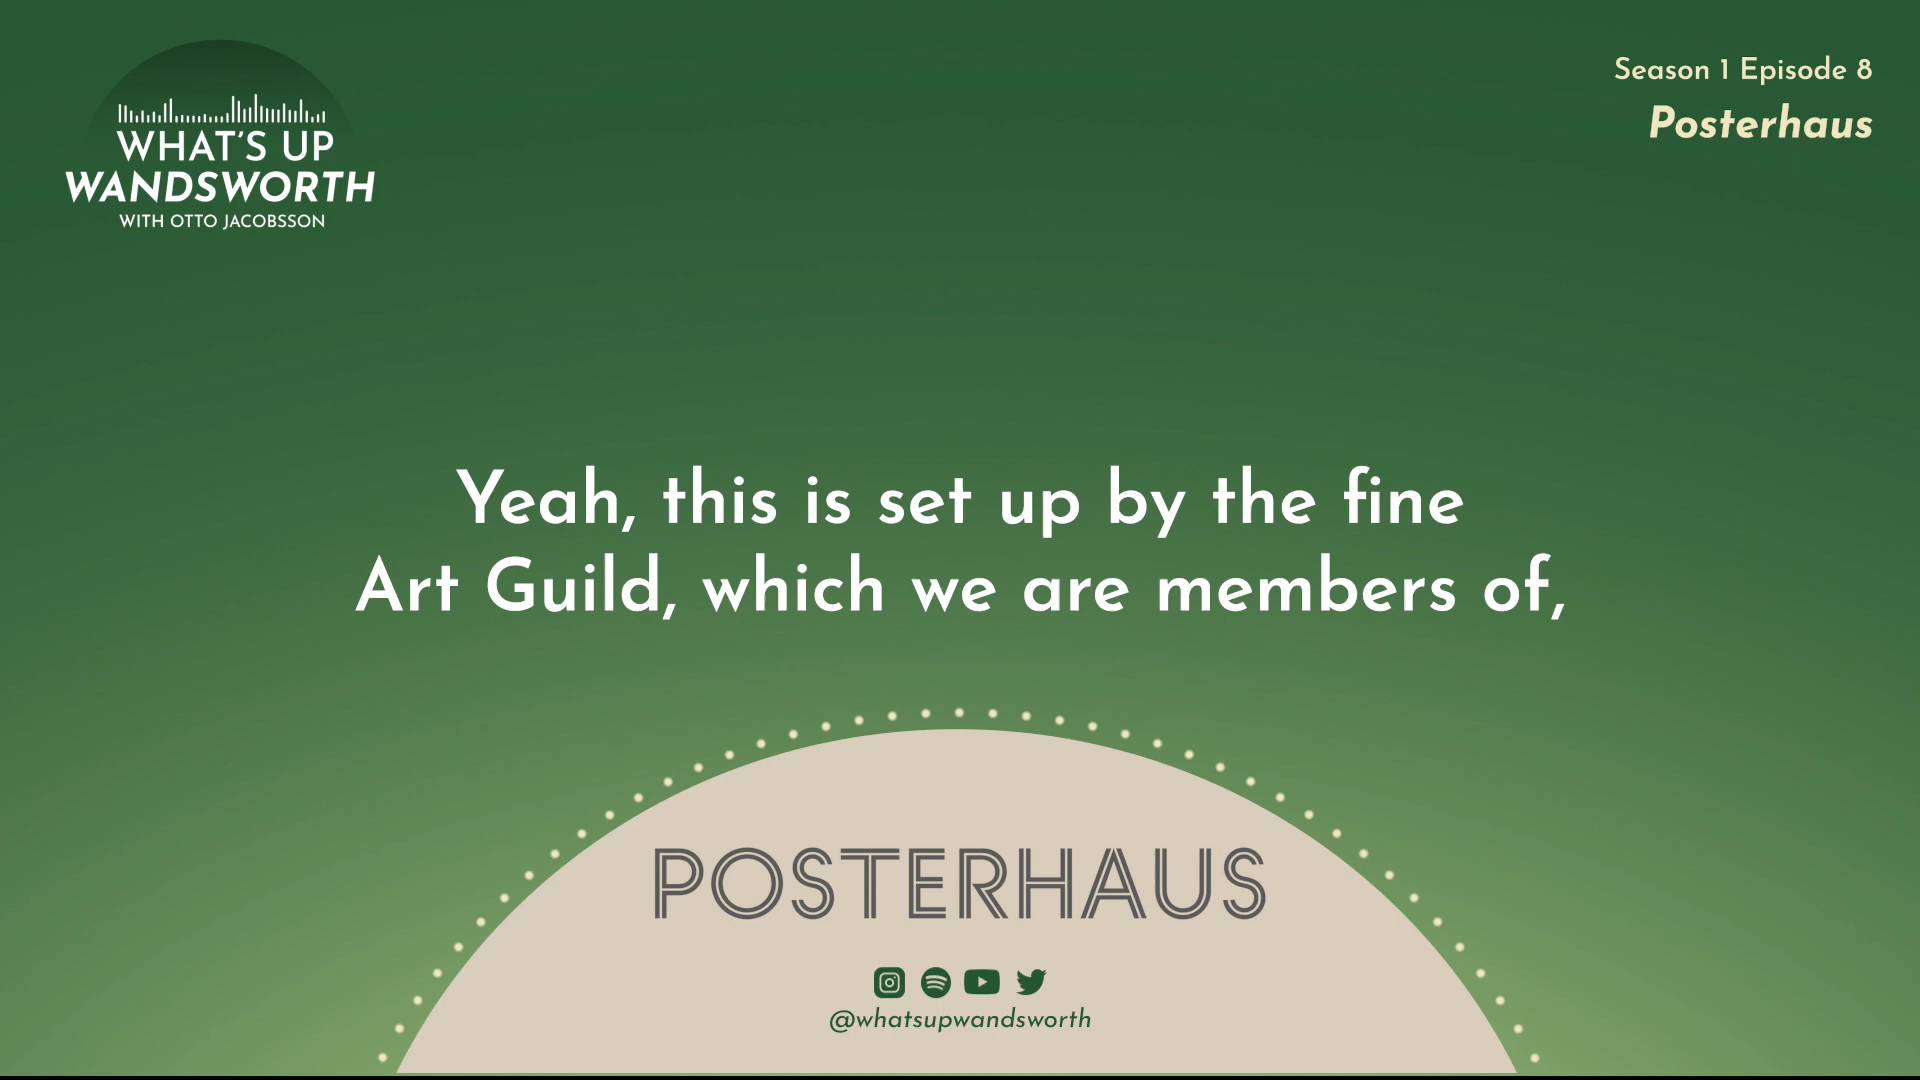 WHAT'S UP
WANDSWORTH
WITH OTTO JACOBSSON
Season 1 Episode 8
Posterhaus
Yeah, this is set up by the fine
Art Guild, which we are members of,
POSTERHAUS
@whatsupwandsworth